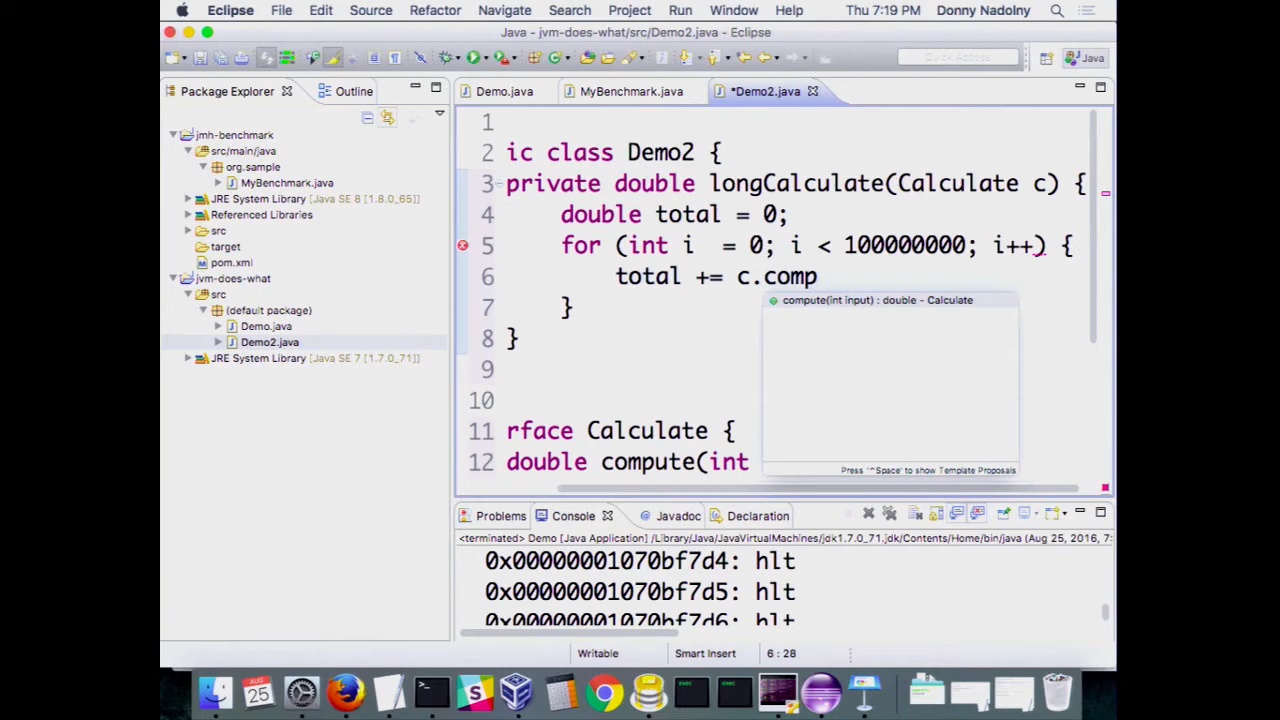 Eclipse File Edit Source Refactor Navigate Search Project Run Window Help Thu 7:19 PM Donny Nadolny
Java - jvm-does-what/src/Demo2.java - Eclipse
Quick Access Java
Package Explorer Outline
Demo.java MyBenchmark.java *Demo2.java
jmh-benchmark
src/main/java
org.sample
MyBenchmark.java
JRE System Library [Java SE 8 [1.8.0_65]
Referenced Libraries
src
target
pom.xml
jvm-does-what
src
(default package)
Demo.java
Demo2.java
JRE System Library [Java SE 7 [1.7.0_71]
1
2 ic class Demo2 {
3 private double longCalculate(Calculate c) {
4 double total = 0;
5 for (int i  = 0; i < 100000000; i++) {
6 total += c.comp
compute(int input) : double - Calculate
7 }
8 }
9
10
11 rface Calculate {
12 double compute(int
Press '^Space' to show Template Proposals
Problems Console Javadoc Declaration
<terminated> Demo [Java Application] /Library/Java/JavaVirtualMachines/jdk1.7.0_71.jdk/Contents/Home/bin/java (Aug 25, 2016, 7:
0x00000001070bf7d4: hlt
0x00000001070bf7d5: hlt
0x00000001070bf7d6: hlt
Writable Smart Insert 6 : 28
AUG
25
exec exec